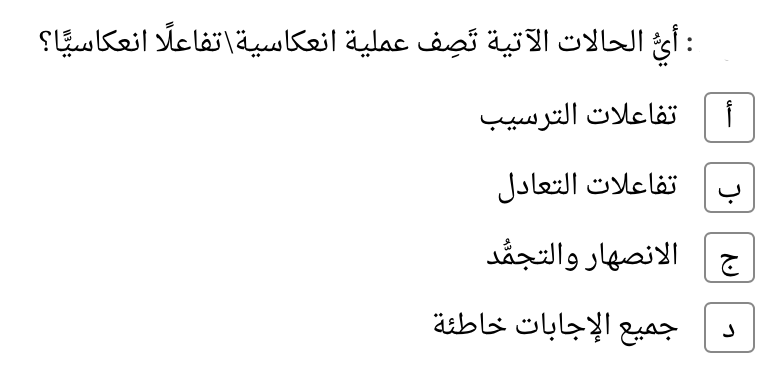 : أيُّ الحالات الآتية تَصِف عملية انعكاسية\تفاعلًا انعكاسيًّا؟
أ تفاعلات الترسيب
ب تفاعلات التعادل
ج الانصهار والتجمُّد
د جميع الإجابات خاطئة